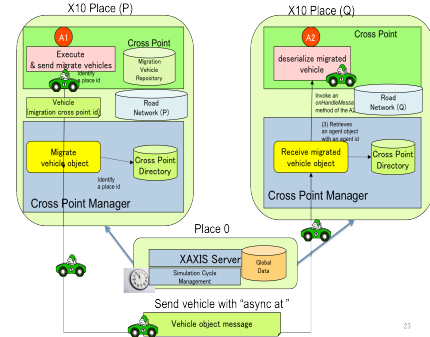 X10 Place (P)
A1
Cross Point
Execute
& send migrate vehicles
Identify
a place id
Migration
Vehicle
Repository
Vehicle
(migration cross point id)
Road
Network (P)
Migrate
vehicle object
Identify
a place id
Cross Point
Directory
Cross Point Manager
X10 Place (Q)
A2
Cross Point
deserialize migrated
vehicle
Invoke an
onHandleMessa
method of the A2
Road
Network (Q)
(3) Retrieves
an agent object
with an agent id
Receive migrated
vehicle object
Cross Point
Directory
Cross Point Manager
Place 0
XAXIS Server
Simulation Cycle
Management
Global
Data
Send vehicle with "async at "
Vehicle object message
23